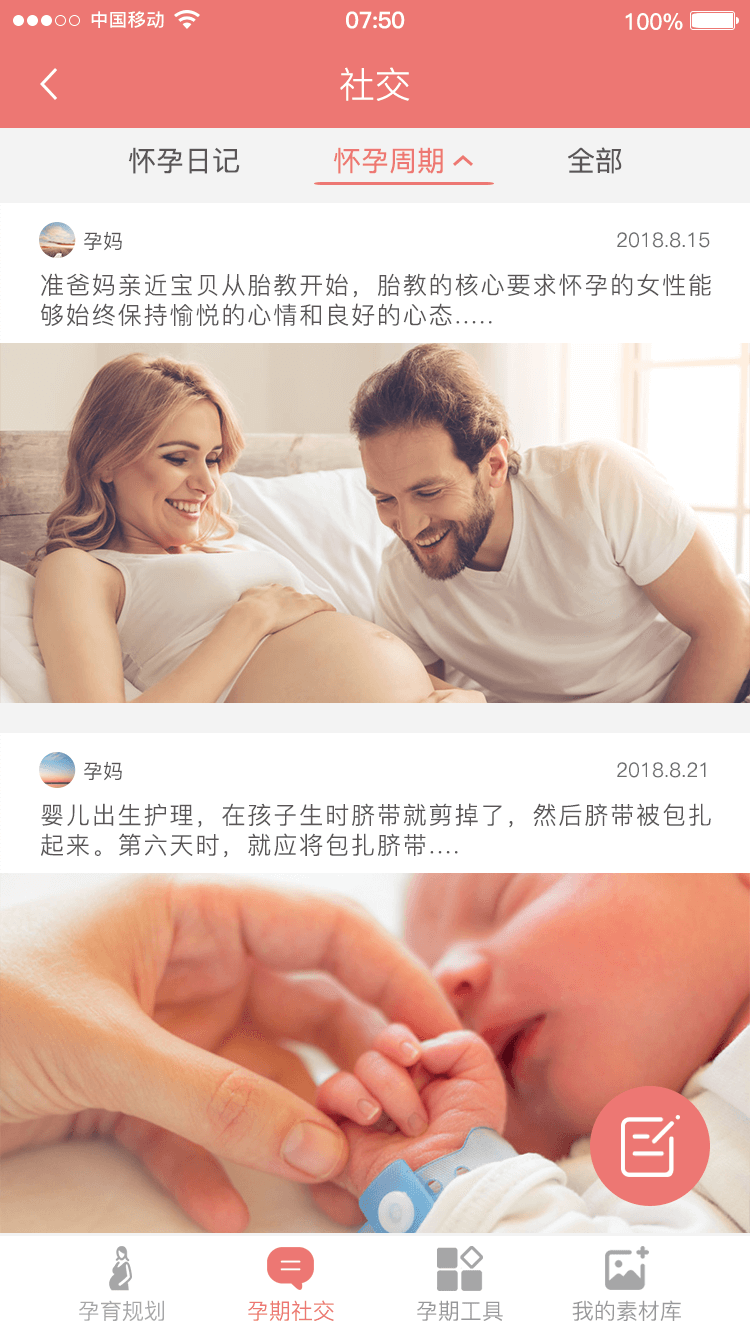 中国移动 07:50 100%
社交
怀孕日记 怀孕周期 全部
孕妈 2018.8.15
准爸妈亲近宝贝从胎教开始，胎教的核心要求怀孕的女性能
够始终保持愉悦的心情和良好的心态.....
孕妈 2018.8.21
婴儿出生护理，在孩子生时脐带就剪掉了，然后脐带被包扎
起来。第六天时，就应将包扎脐带....
孕育规划 孕期社交 孕期工具 我的素材库